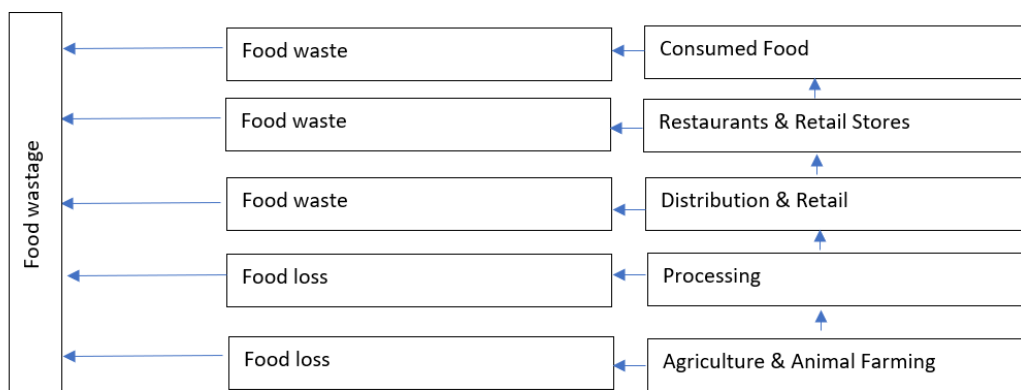 Food wastage
Food waste
Consumed Food
Food waste
Restaurants & Retail Stores
Food waste
Distribution & Retail
Food loss
Processing
Food loss
Agriculture & Animal Farming